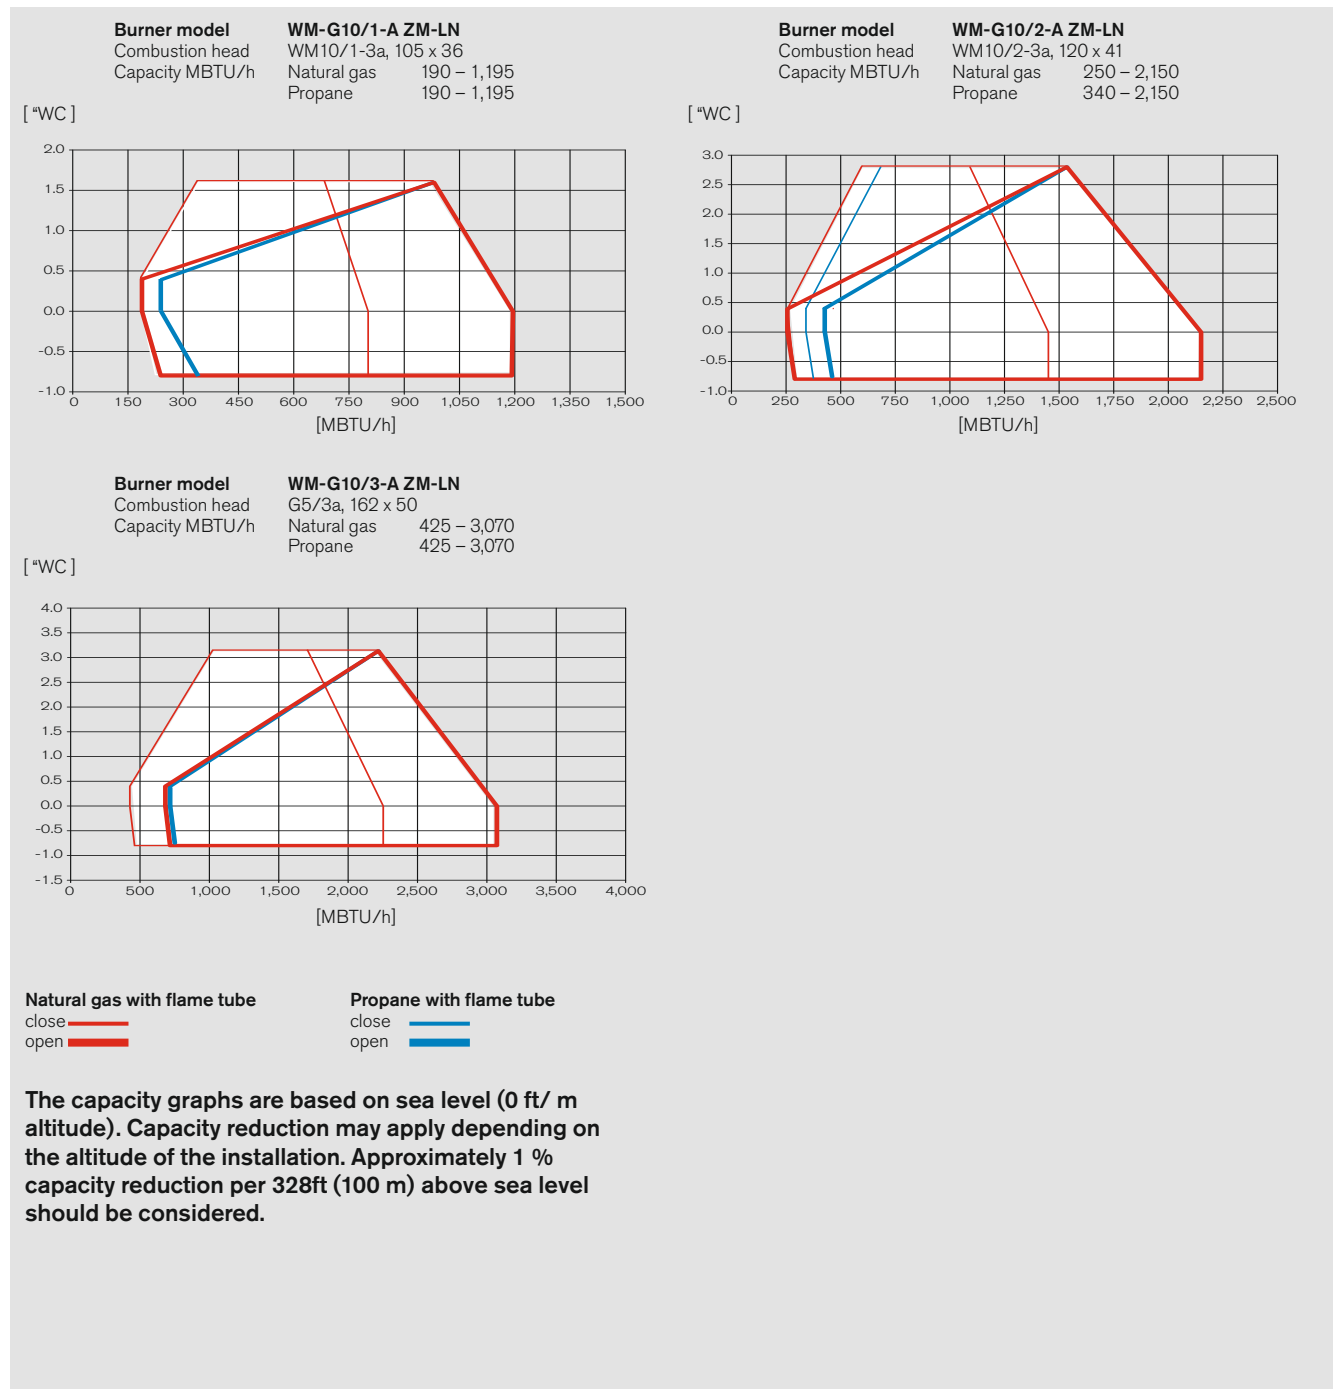 Burner model WM-G10/1-A ZM-LN
Combustion head WM10/1-3a, 105 x 36
Capacity MBTU/h Natural gas 190 – 1,195
Propane 190 – 1,195
[ “WC ]
2.0
1.5
1.0
0.5
0.0
-0.5
-1.0
0 150 300 450 600 750 900 1,050 1,200 1,350 1,500
[MBTU/h]
Burner model WM-G10/2-A ZM-LN
Combustion head WM10/2-3a, 120 x 41
Capacity MBTU/h Natural gas 250 – 2,150
Propane 340 – 2,150
[ “WC ]
3.0
2.5
2.0
1.5
1.0
0.5
0.0
-0.5
-1.0
0 250 500 750 1,000 1,250 1,500 1,750 2,000 2,250 2,500
[MBTU/h]
Burner model WM-G10/3-A ZM-LN
Combustion head G5/3a, 162 x 50
Capacity MBTU/h Natural gas 425 – 3,070
Propane 425 – 3,070
[ “WC ]
4.0
3.5
3.0
2.5
2.0
1.5
1.0
0.5
0.0
-0.5
-1.0
-1.5
0 500 1,000 1,500 2,000 2,500 3,000 3,500 4,000
[MBTU/h]
Natural gas with flame tube
close
open
Propane with flame tube
close
open
The capacity graphs are based on sea level (0 ft/ m
altitude). Capacity reduction may apply depending on
the altitude of the installation. Approximately 1 %
capacity reduction per 328ft (100 m) above sea level
should be considered.